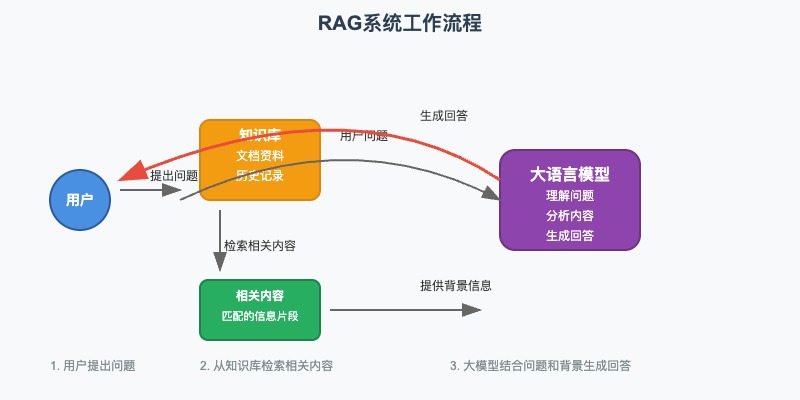 RAG系统工作流程
生成回答
知识库
用户问题
文档资料
历史记录
提出问题
用户
大语言模型
理解问题
分析内容
生成回答
检索相关内容
提供背景信息
相关内容
匹配的信息片段
1. 用户提出问题
2. 从知识库检索相关内容
3. 大模型结合问题和背景生成回答